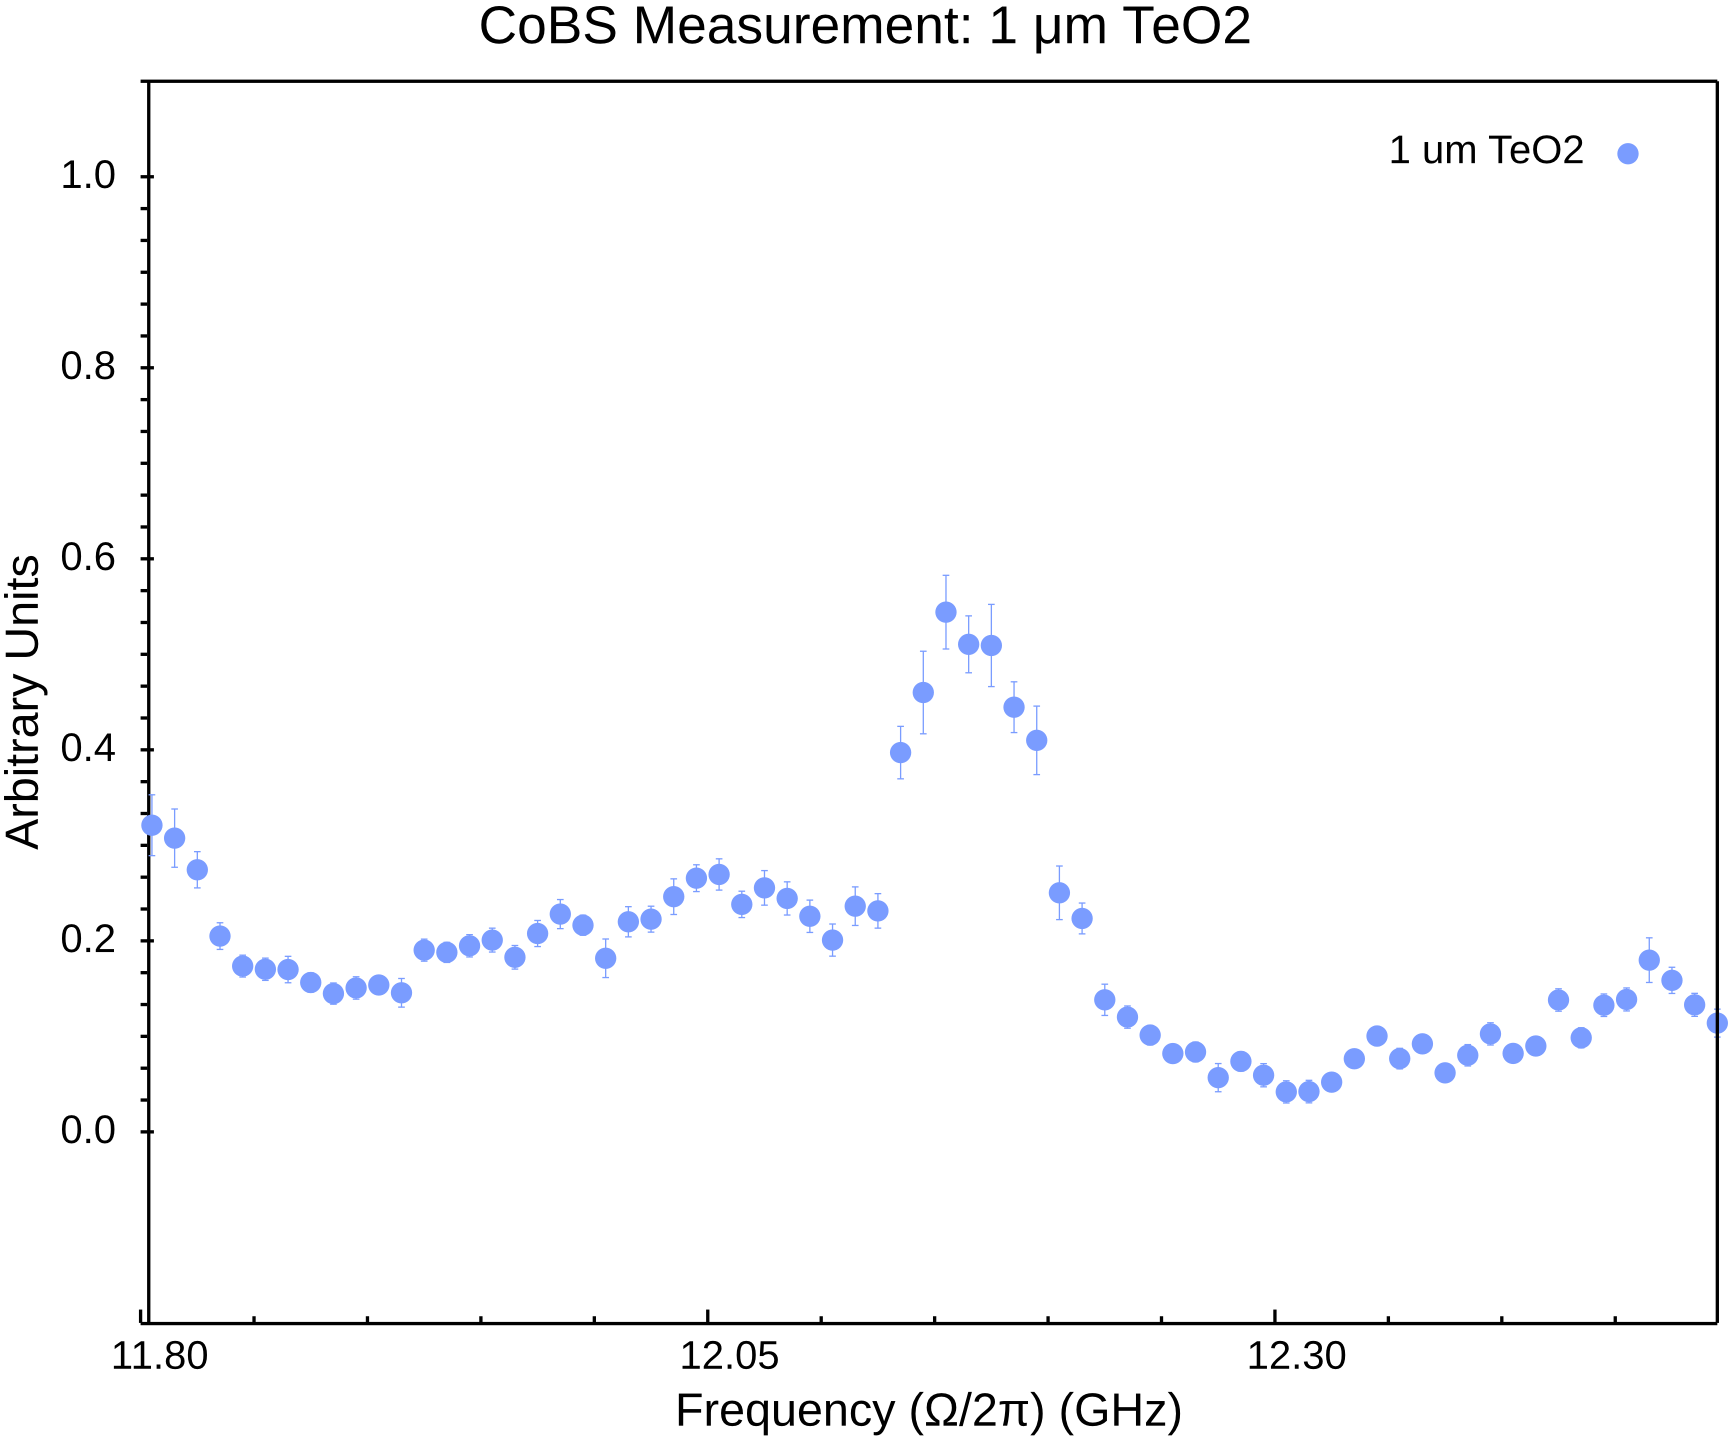 CoBS Measurement: 1 μm TeO2
1 um TeO2
1.0
0.8
0.6
0.4
0.2
0.0
Arbitrary Units
11.80 12.05 12.30
Frequency (Ω/2π) (GHz)